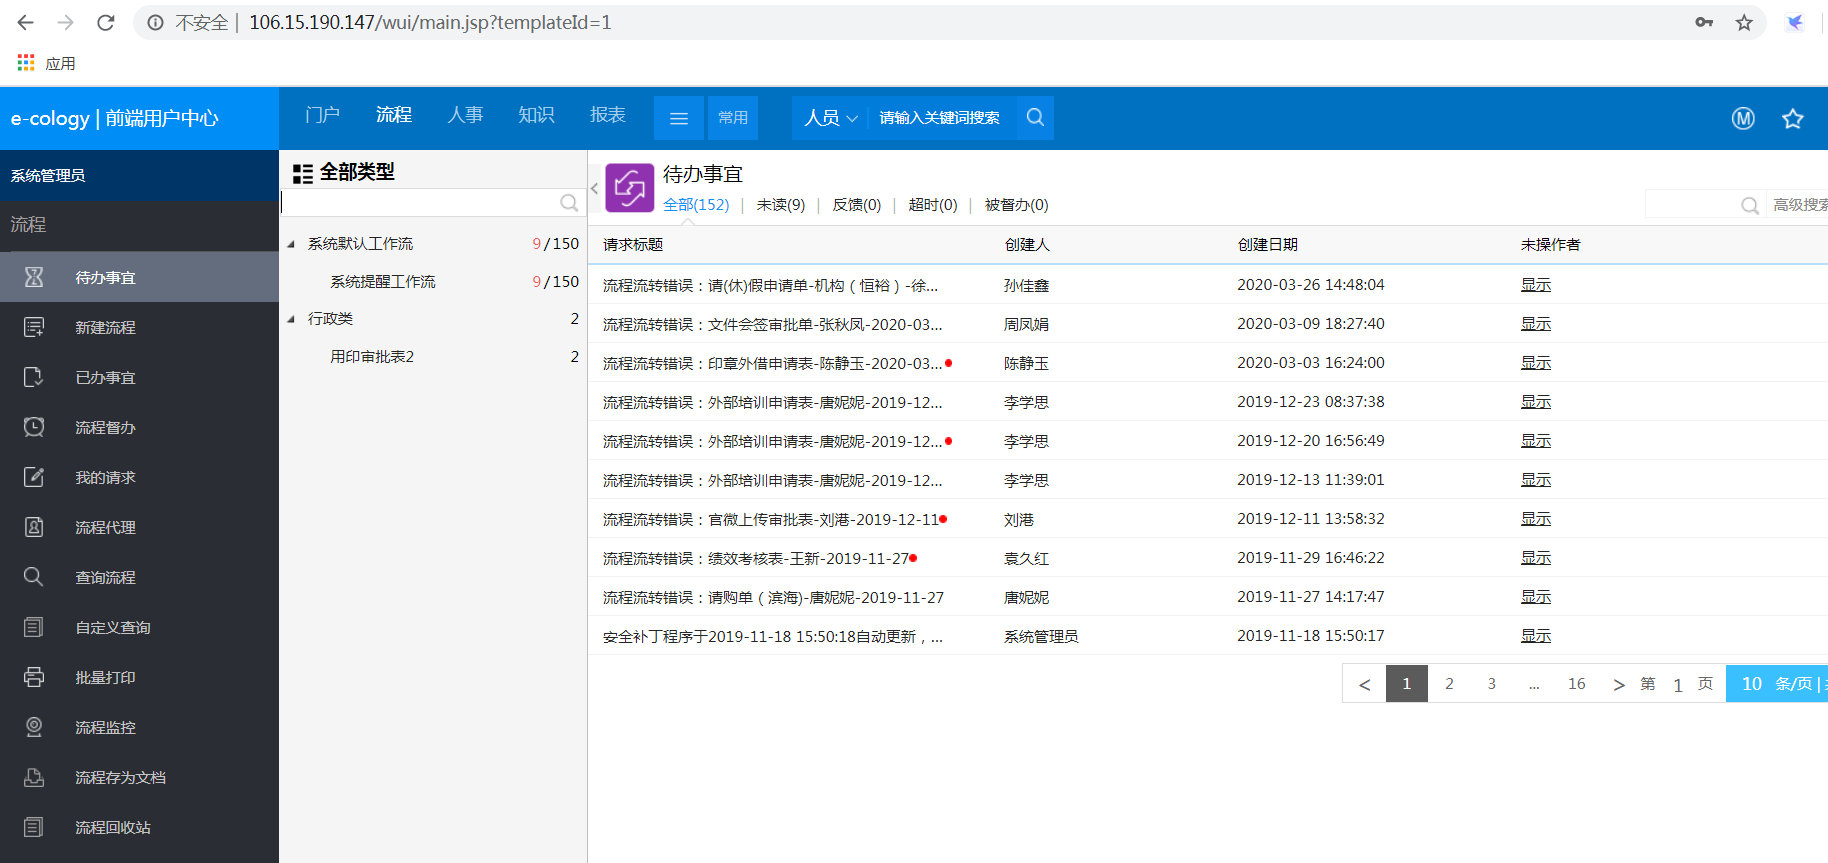 不安全 | 106.15.190.147/wui/main.jsp?templateId=1
应用
e-cology | 前端用户中心
门户 流程 人事 知识 报表 常用 人员 请输入关键词搜索
系统管理员
流程
待办事宜
新建流程
已办事宜
流程督办
我的请求
流程代理
查询流程
自定义查询
批量打印
流程监控
流程存为文档
流程回收站
全部类型
系统默认工作流 9/150
系统提醒工作流 9/150
行政类 2
用印审批表2 2
待办事宜
全部(152) | 未读(9) | 反馈(0) | 超时(0) | 被督办(0)
高级搜索
请求标题 创建人 创建日期 未操作者
流程流转错误：请(休)假申请单-机构（恒裕）-徐... 孙佳鑫 2020-03-26 14:48:04 显示
流程流转错误：文件会签审批单-张秋凤-2020-03... 周凤娟 2020-03-09 18:27:40 显示
流程流转错误：印章外借申请表-陈静玉-2020-03... 陈静玉 2020-03-03 16:24:00 显示
流程流转错误：外部培训申请表-唐妮妮-2019-12... 李学思 2019-12-23 08:37:38 显示
流程流转错误：外部培训申请表-唐妮妮-2019-12... 李学思 2019-12-20 16:56:49 显示
流程流转错误：外部培训申请表-唐妮妮-2019-12... 李学思 2019-12-13 11:39:01 显示
流程流转错误：官微上传审批表-刘港-2019-12-11 刘港 2019-12-11 13:58:32 显示
流程流转错误：绩效考核表-王新-2019-11-27 袁久红 2019-11-29 16:46:22 显示
流程流转错误：请购单（滨海)-唐妮妮-2019-11-27 唐妮妮 2019-11-27 14:17:47 显示
安全补丁程序于2019-11-18 15:50:18自动更新，... 系统管理员 2019-11-18 15:50:17 显示
< 1 2 3 ... 16 > 第 1 页 10 条/页 |